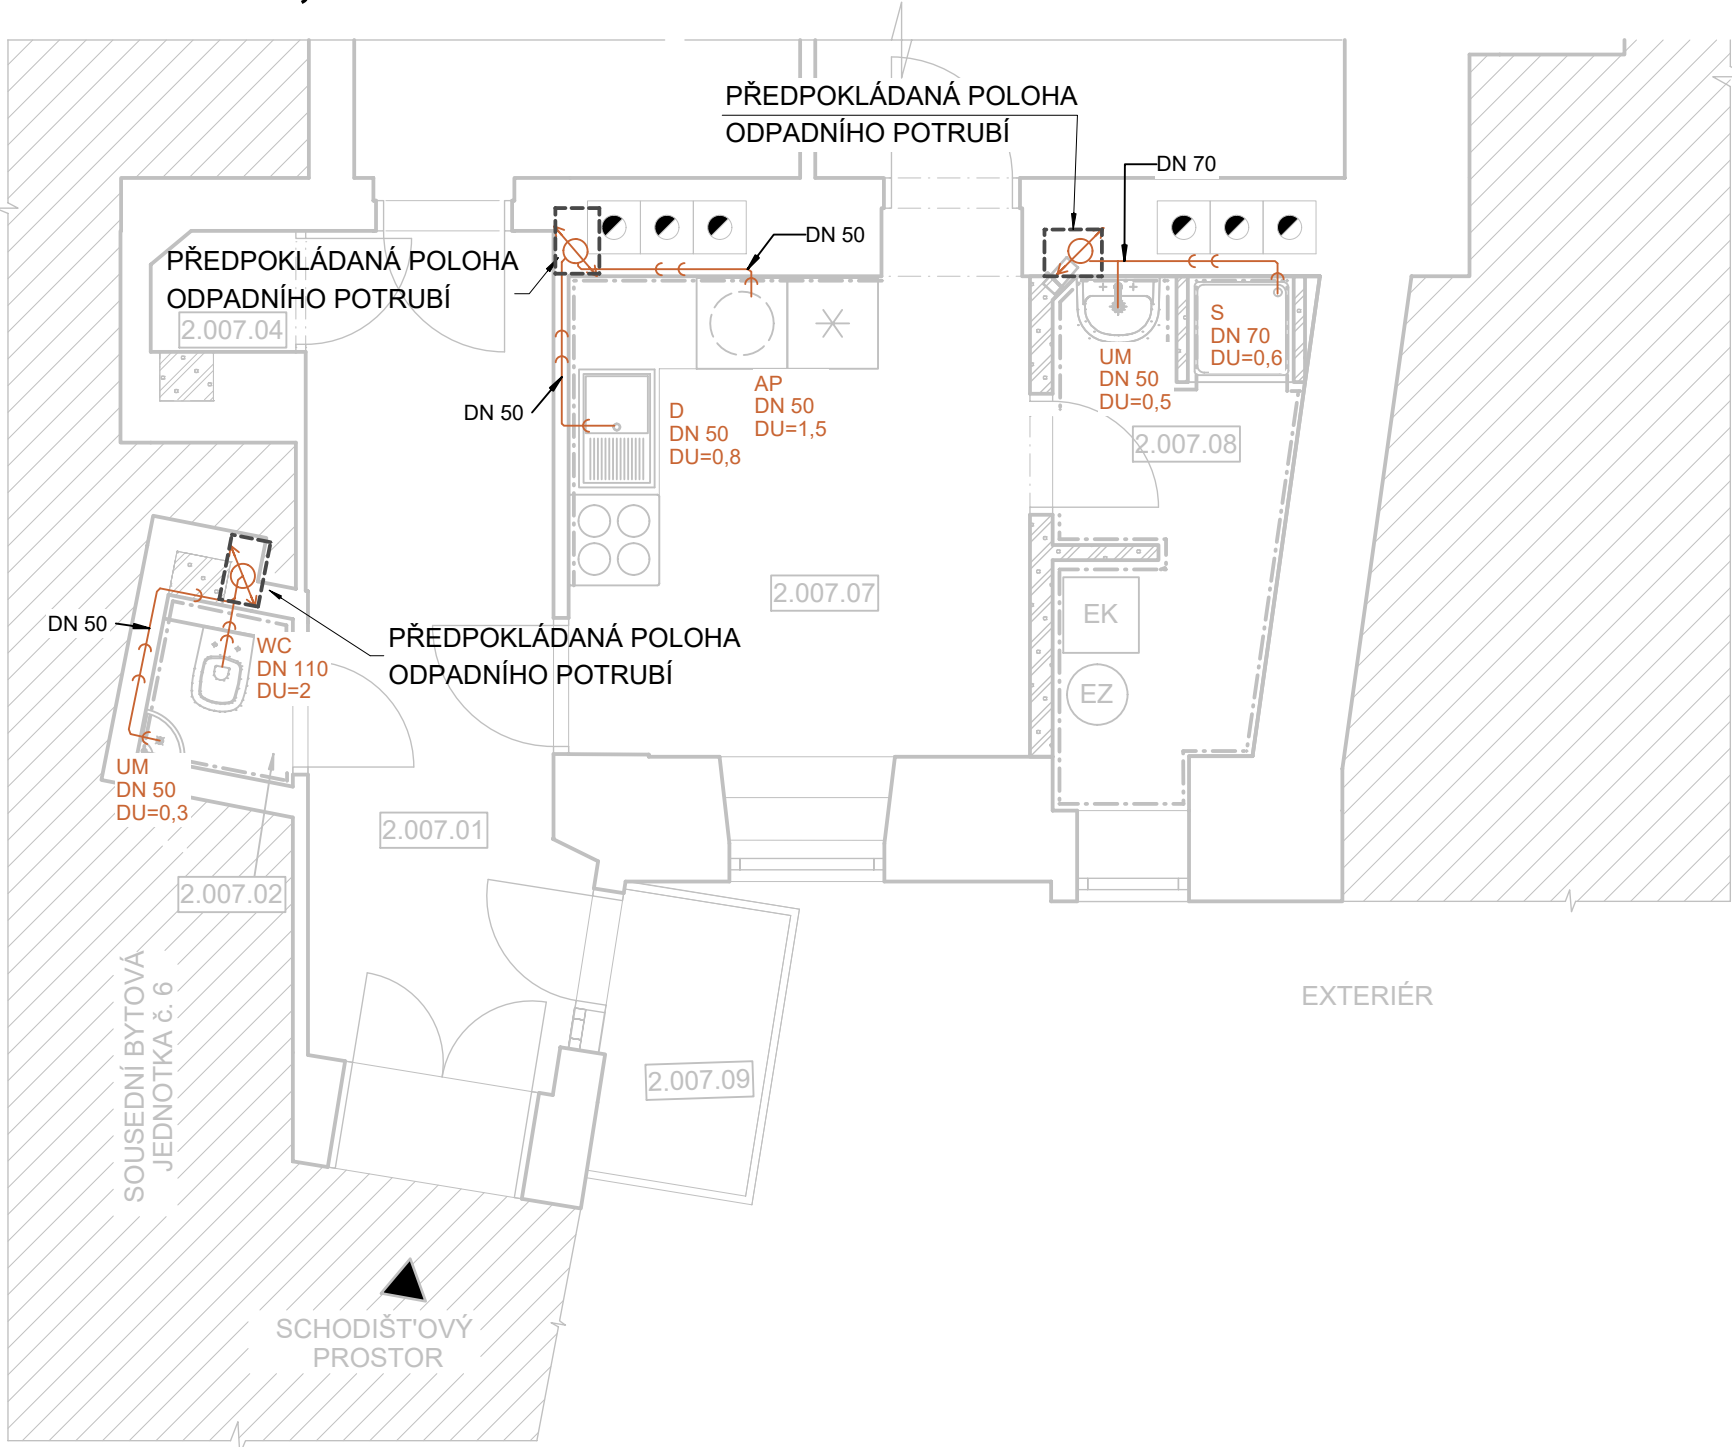 PŘEDPOKLÁDANÁ POLOHA
ODPADNÍHO POTRUBÍ
DN 70
DN 50
PŘEDPOKLÁDANÁ POLOHA
ODPADNÍHO POTRUBÍ
2.007.04
S
DN 70
DU=0,6
UM
DN 50
DU=0,5
AP
DN 50
DU=1,5
D
DN 50
DU=0,8
DN 50
2.007.08
2.007.07
EK
EZ
DN 50
WC
DN 110
DU=2
PŘEDPOKLÁDANÁ POLOHA
ODPADNÍHO POTRUBÍ
UM
DN 50
DU=0,3
2.007.01
2.007.02
SOUSEDNÍ BYTOVÁ
JEDNOTKA č. 6
EXTERIÉR
2.007.09
SCHODIŠT'OVÝ
PROSTOR